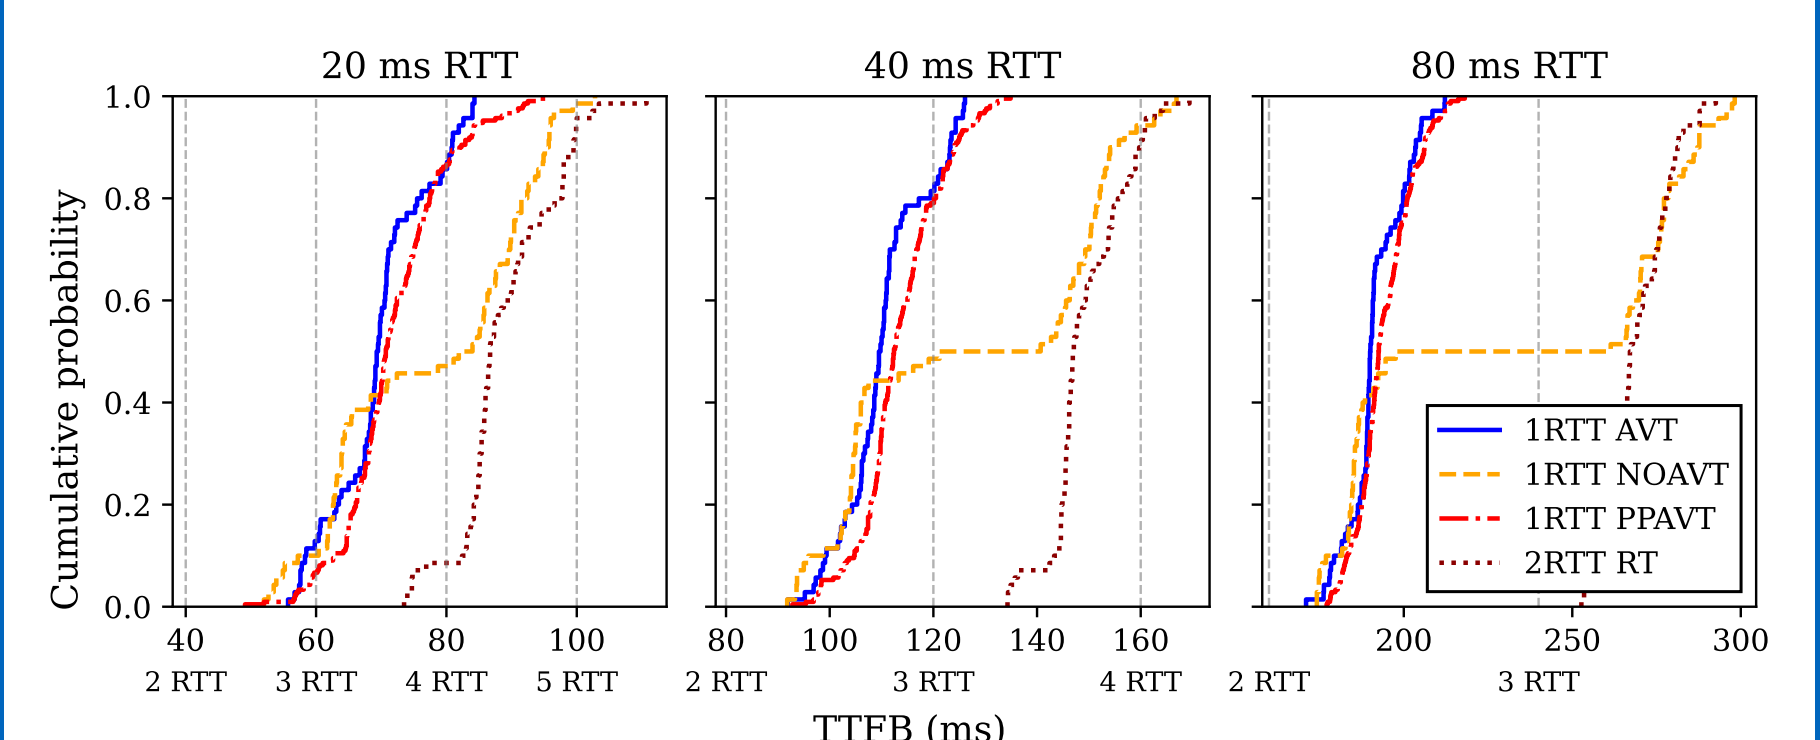 20 ms RTT
40 ms RTT
80 ms RTT
Cumulative probability
1.0
0.8
0.6
0.4
0.2
0.0
40 60 80 100
2 RTT 3 RTT 4 RTT 5 RTT
80 100 120 140 160
2 RTT 3 RTT 4 RTT
200 250 300
2 RTT 3 RTT
1RTT AVT
1RTT NOAVT
1RTT PPAVT
2RTT RT
TTFB (ms)